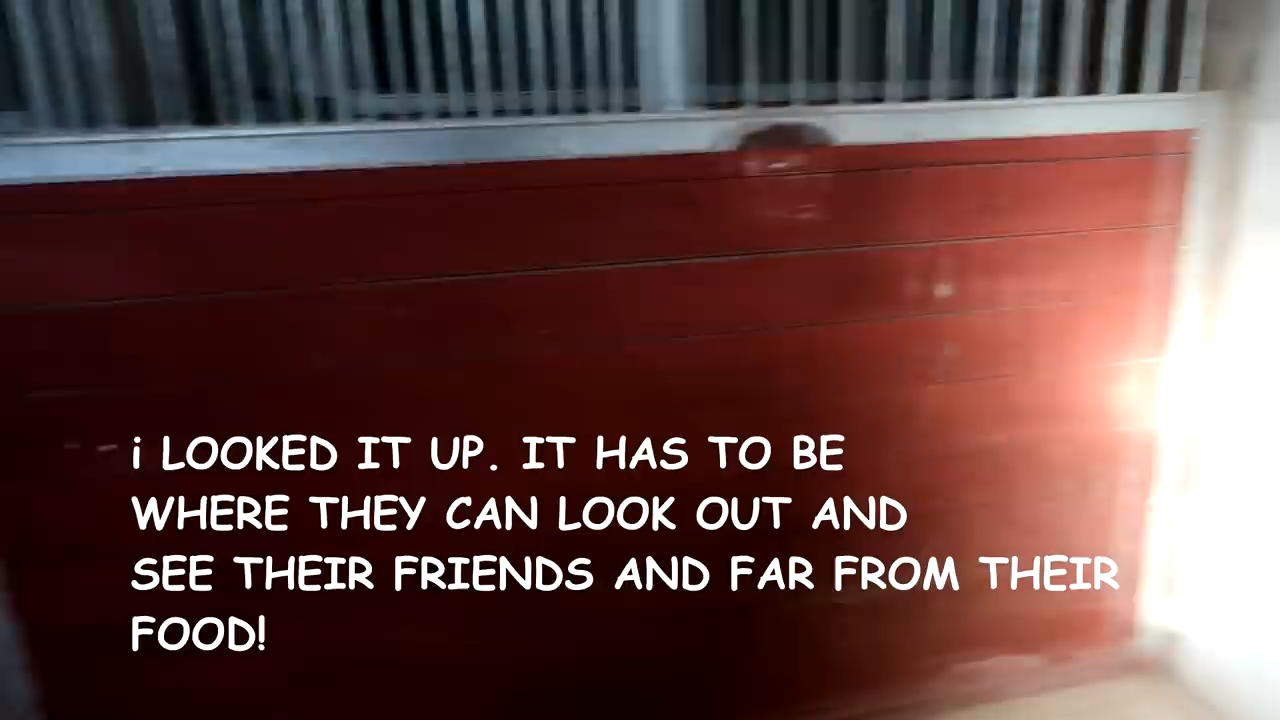 i LOOKED IT UP. IT HAS TO BE
WHERE THEY CAN LOOK OUT AND
SEE THEIR FRIENDS AND FAR FROM THEIR
FOOD!